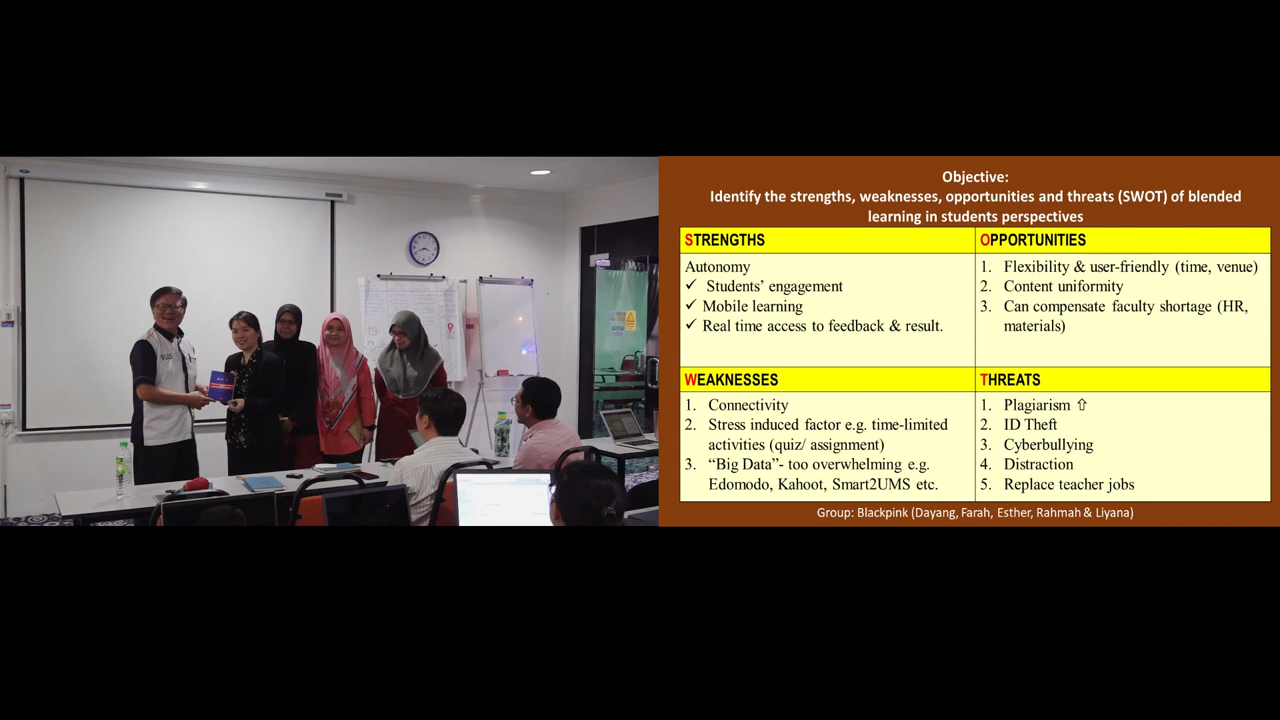 Objective:
Identify the strengths, weaknesses, opportunities and threats (SWOT) of blended
learning in students perspectives
STRENGTHS
Autonomy
✓ Students' engagement
✓ Mobile learning
✓ Real time access to feedback & result.
OPPORTUNITIES
1. Flexibility & user-friendly (time, venue)
2. Content uniformity
3. Can compensate faculty shortage (HR,
materials)
WEAKNESSES
1. Connectivity
2. Stress induced factor e.g. time-limited
activities (quiz/ assignment)
3. “Big Data”- too overwhelming e.g.
Edomodo, Kahoot, Smart2UMS etc.
THREATS
1. Plagiarism ⇧
2. ID Theft
3. Cyberbullying
4. Distraction
5. Replace teacher jobs
Group: Blackpink (Dayang, Farah, Esther, Rahmah & Liyana)